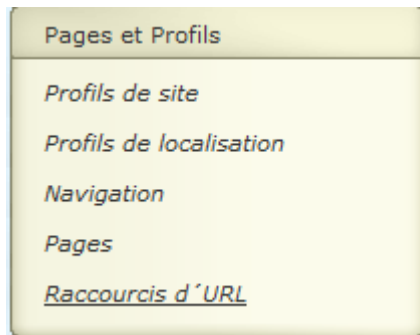 Pages et Profils
Profils de site
Profils de localisation
Navigation
Pages
Raccourcis d´URL